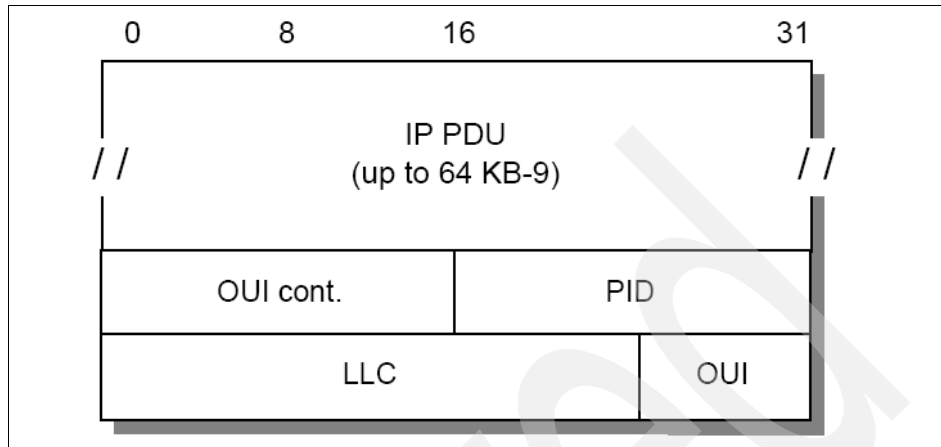 0 8 16 31
IP PDU
// //
(up to 64 KB-9)
OUI cont. PID
LLC OUI